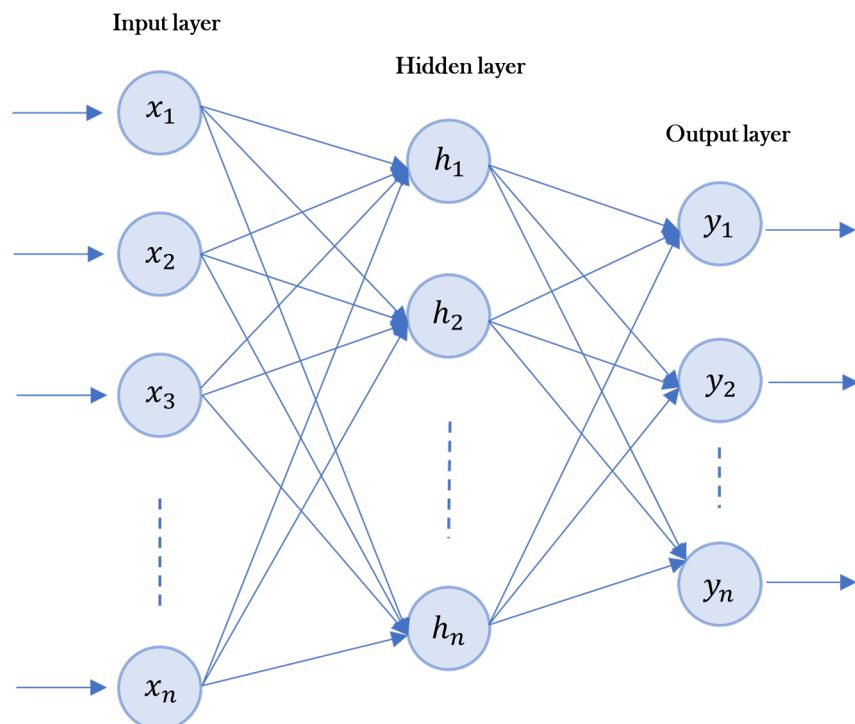 Input layer
Hidden layer
Output layer
x₁
x₂
x₃
xₙ
h₁
h₂
hₙ
y₁
y₂
yₙ